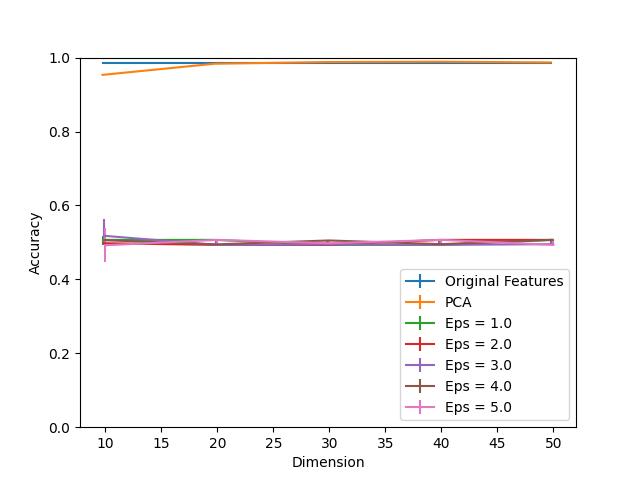 1.0
0.8
0.6
0.4
0.2
0.0
Accuracy
Original Features
PCA
Eps = 1.0
Eps = 2.0
Eps = 3.0
Eps = 4.0
Eps = 5.0
10 15 20 25 30 35 40 45 50
Dimension